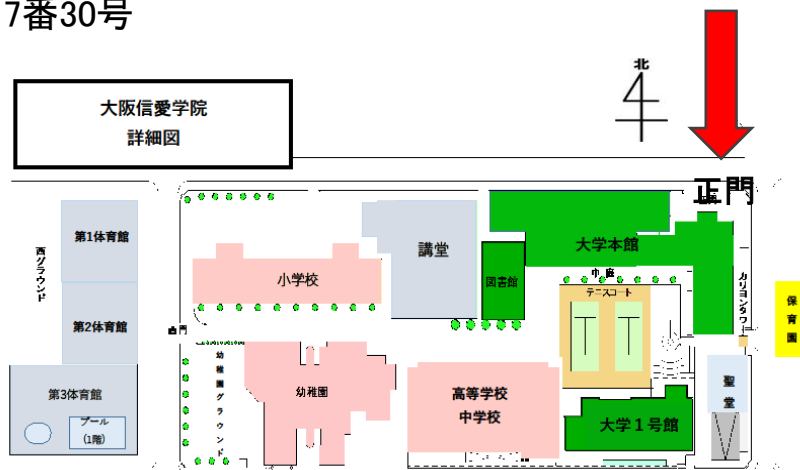 7番30号
大阪信愛学院
詳細図
北
正門
第1体育館
西グラウンド
講堂
大学本館
小学校
図書館
中庭
テニスコート
カリヨンタワー
保育園
第2体育館
西門
幼稚園グラウンド
幼稚園
高等学校
中学校
聖堂
第3体育館
プール
(1階)
大学1号館